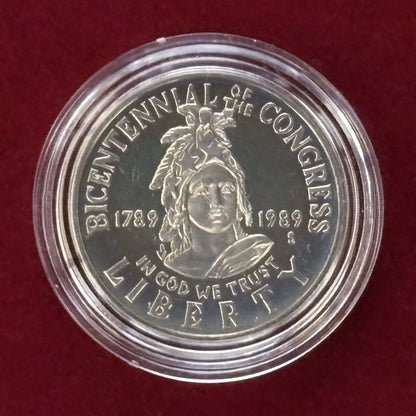 BICENTENNIAL OF THE CONGRESS
1789 1989
IN GOD WE TRUST
LIBERTY